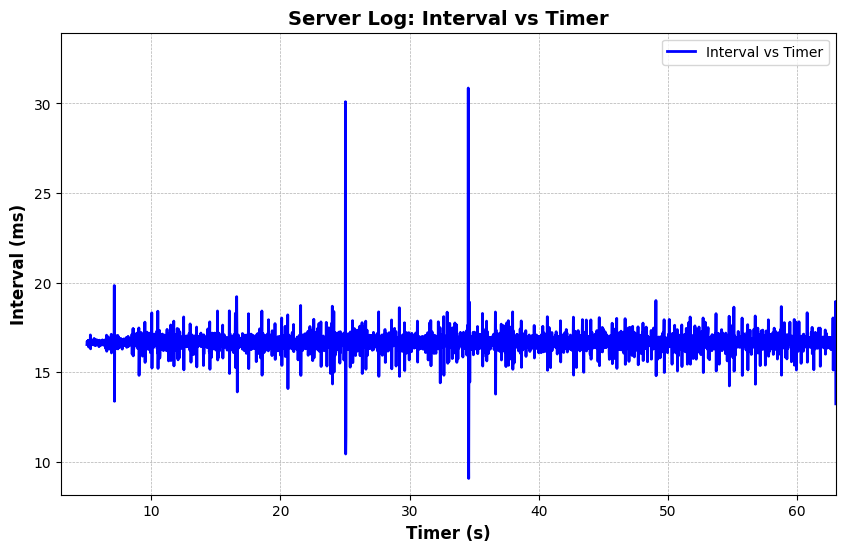 Server Log: Interval vs Timer
Interval vs Timer
Interval (ms)
30
25
20
15
10
10 20 30 40 50 60
Timer (s)